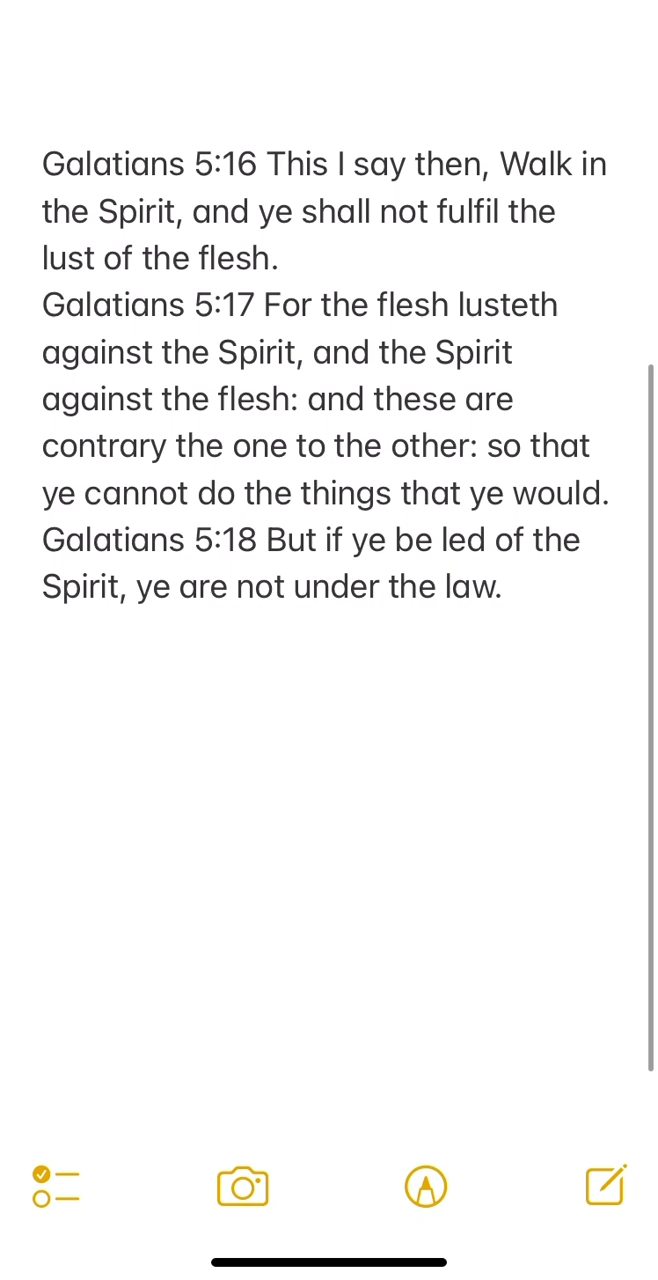 Galatians 5:16 This I say then, Walk in
the Spirit, and ye shall not fulfil the
lust of the flesh.
Galatians 5:17 For the flesh lusteth
against the Spirit, and the Spirit
against the flesh: and these are
contrary the one to the other: so that
ye cannot do the things that ye would.
Galatians 5:18 But if ye be led of the
Spirit, ye are not under the law.